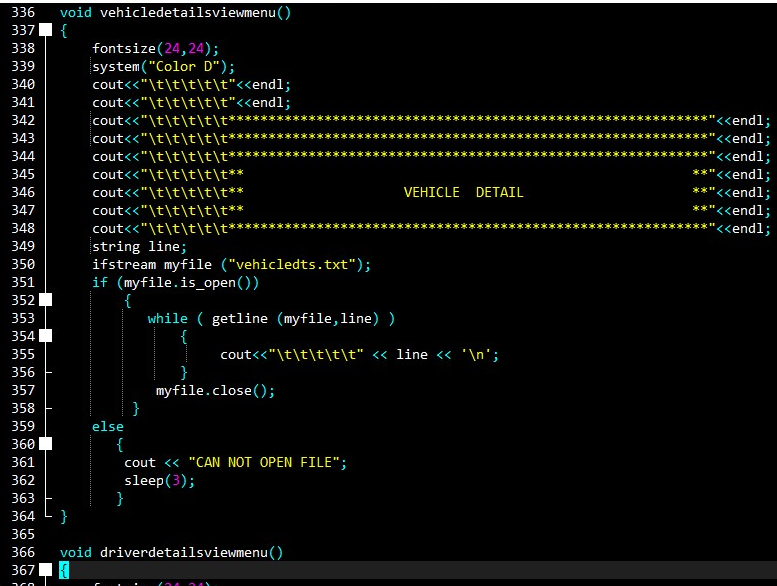 336 void vehicledetailsviewmenu()
337 {
338     fontsize(24,24);
339     system("Color D");
340     cout<<"\t\t\t\t\t"<<endl;
341     cout<<"\t\t\t\t\t"<<endl;
342     cout<<"\t\t\t\t\t************************************************************"<<endl;
343     cout<<"\t\t\t\t\t************************************************************"<<endl;
344     cout<<"\t\t\t\t\t************************************************************"<<endl;
345     cout<<"\t\t\t\t\t**                                                        **"<<endl;
346     cout<<"\t\t\t\t\t**                    VEHICLE  DETAIL                     **"<<endl;
347     cout<<"\t\t\t\t\t**                                                        **"<<endl;
348     cout<<"\t\t\t\t\t************************************************************"<<endl;
349     string line;
350     ifstream myfile ("vehicledts.txt");
351     if (myfile.is_open())
352         {
353            while ( getline (myfile,line) )
354                {
355                     cout<<"\t\t\t\t\t" << line << '\n';
356                }
357             myfile.close();
358          }
359     else
360        {
361         cout << "CAN NOT OPEN FILE";
362         sleep(3);
363        }
364 }
365
366 void driverdetailsviewmenu()
367 {